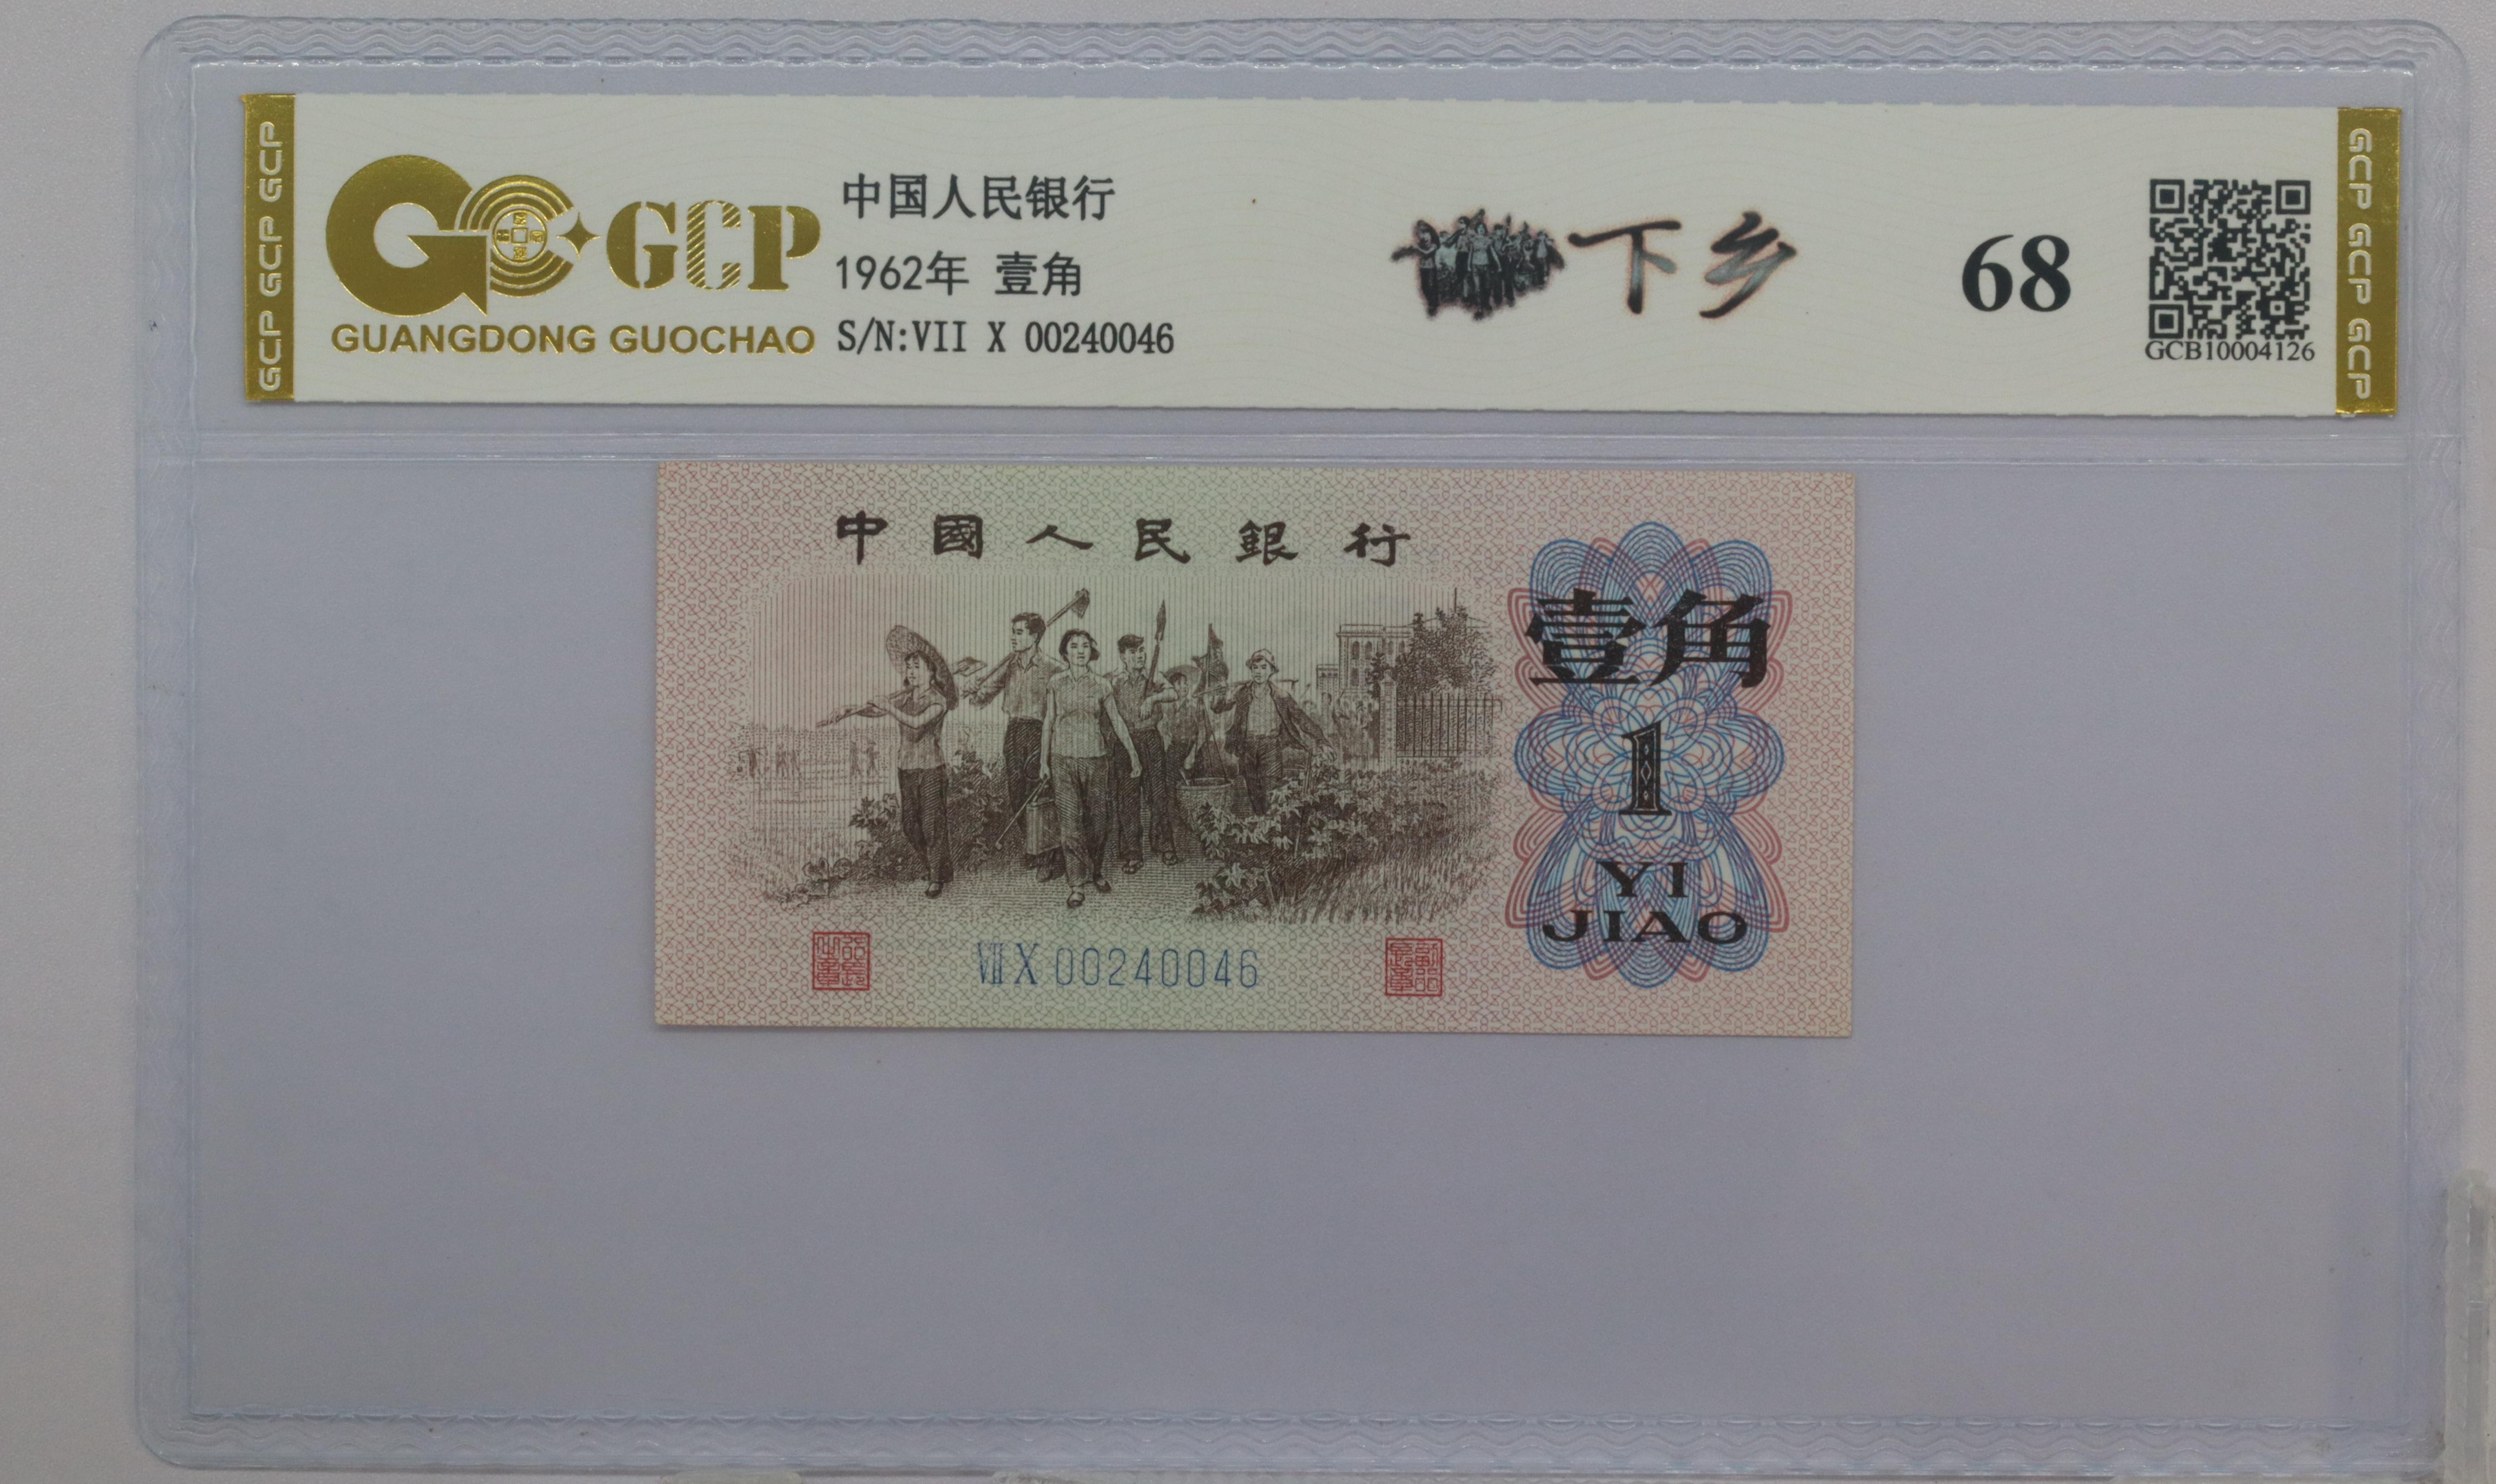 GCP GCP GCP
GCP
GUANGDONG GUOCHAO
中国人民银行
1962年 壹角
S/N:VII X 00240046
下乡
68
GCB10004126
GCP GCP GCP
中國人民銀行
壹角
1
YI
JIAO
VII X 00240046